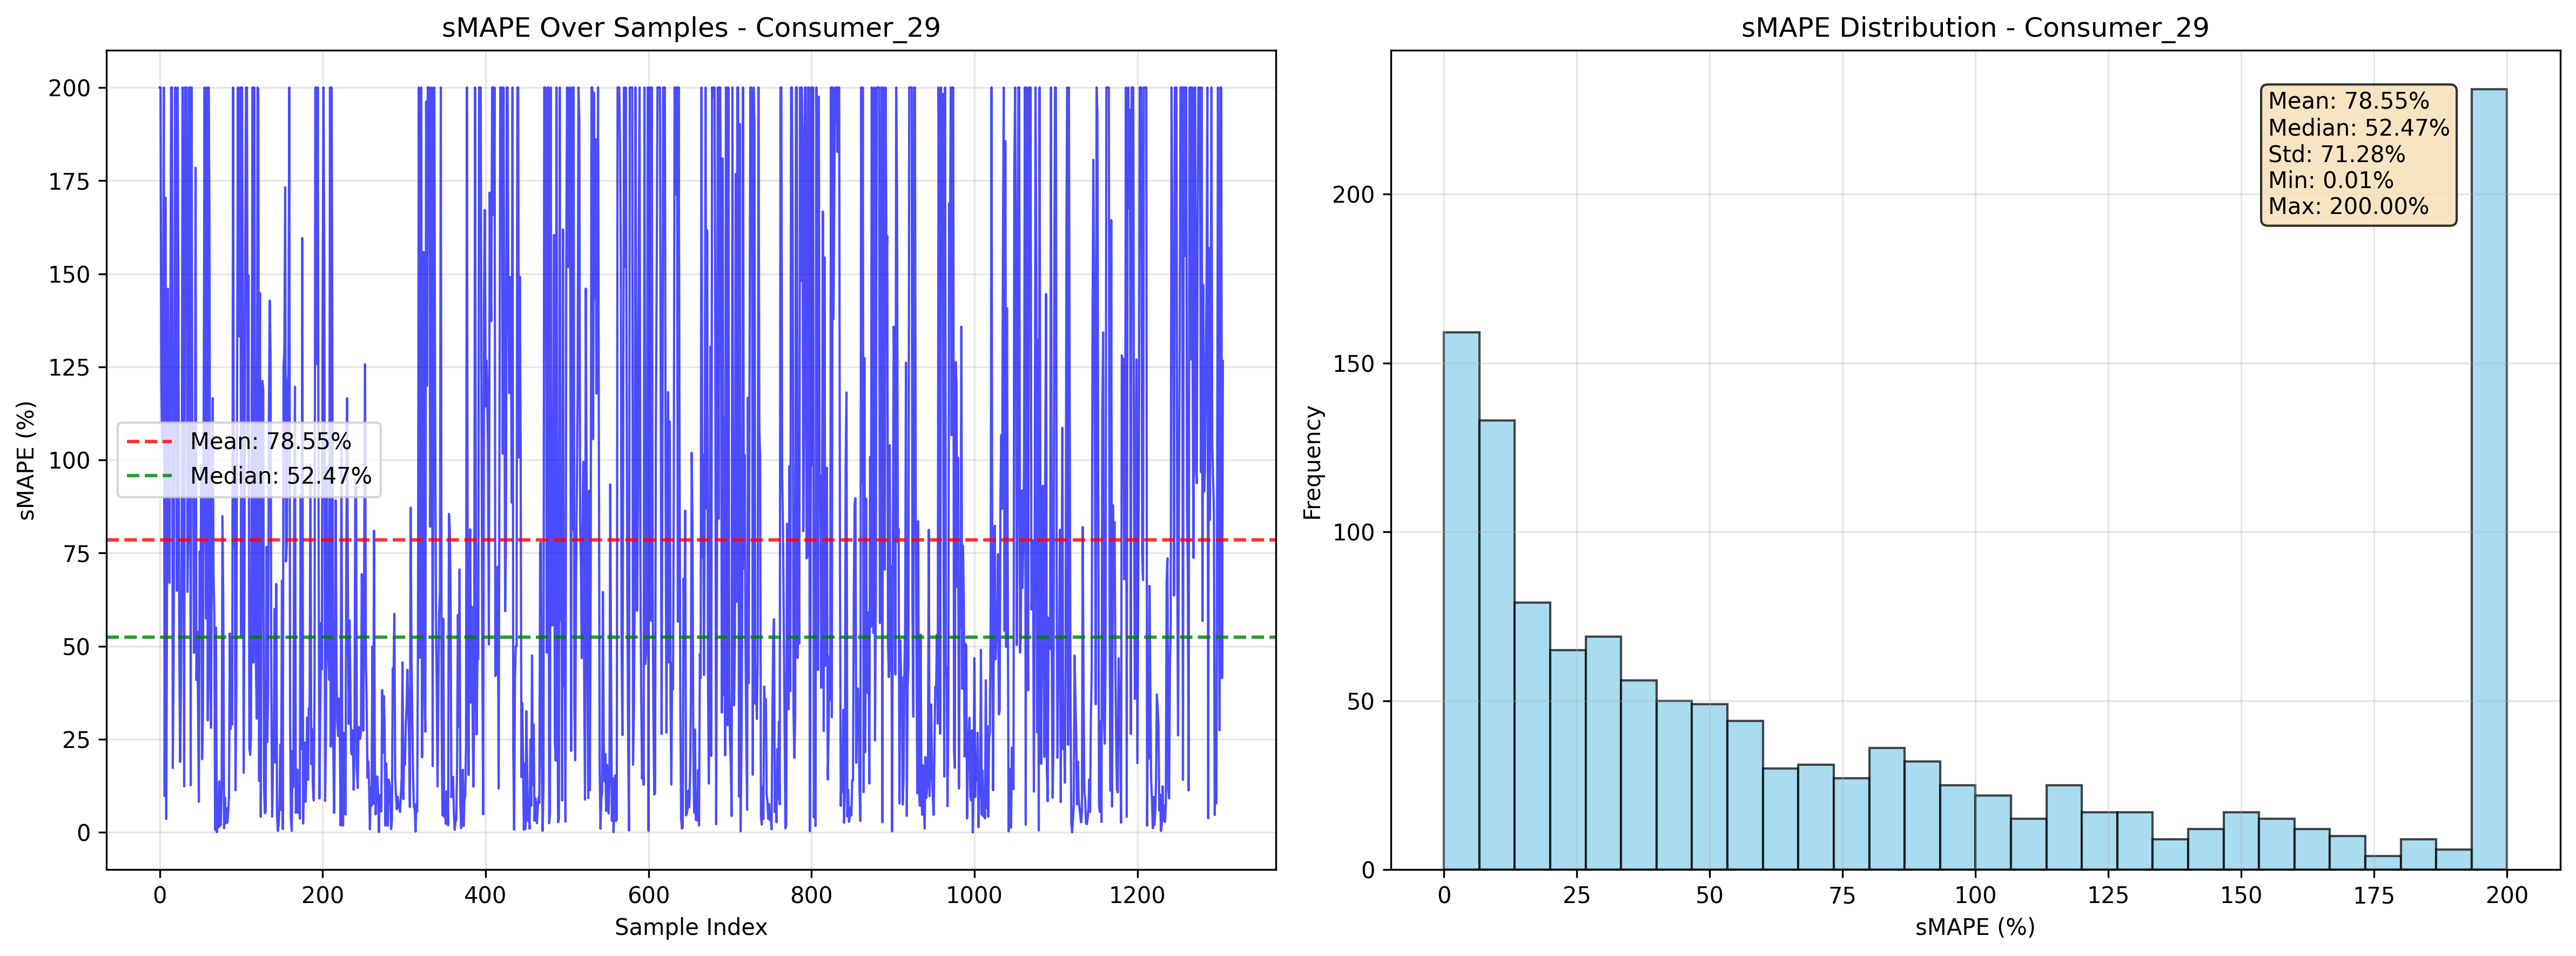 sMAPE Over Samples - Consumer_29
sMAPE (%)
200
175
150
125
100
75
50
25
0
Mean: 78.55%
Median: 52.47%
0
200
400
600
800
1000
1200
Sample Index
sMAPE Distribution - Consumer_29
Frequency
200
150
100
50
0
Mean: 78.55%
Median: 52.47%
Std: 71.28%
Min: 0.01%
Max: 200.00%
0
25
50
75
100
125
150
175
200
sMAPE (%)